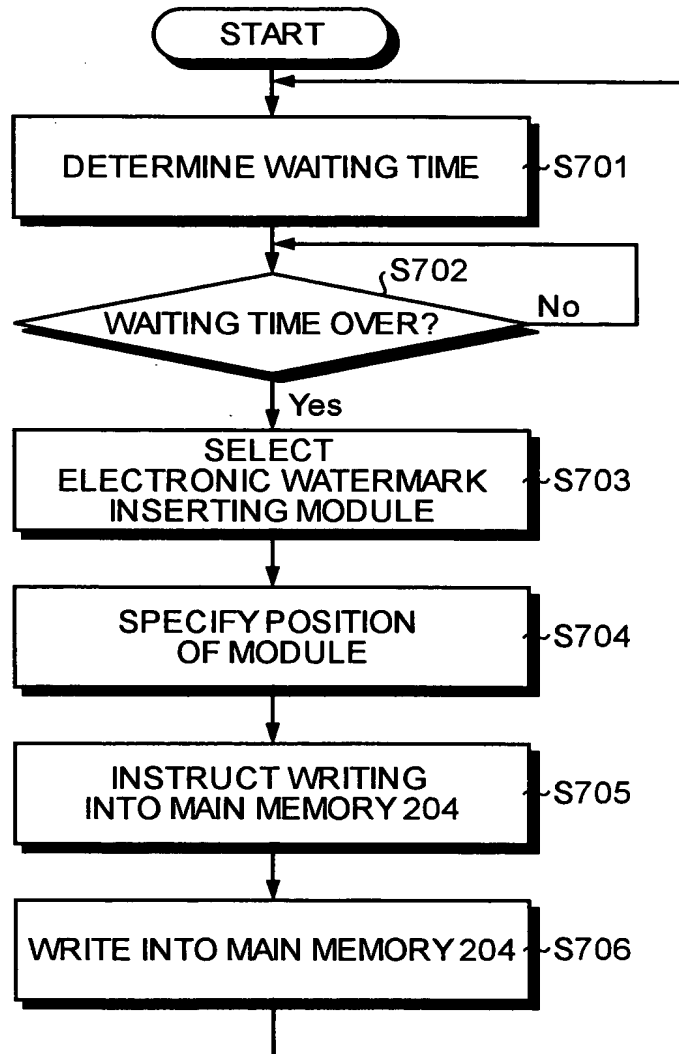 START
DETERMINE WAITING TIME
S701
S702
WAITING TIME OVER?
No
Yes
SELECT
ELECTRONIC WATERMARK
INSERTING MODULE
S703
SPECIFY POSITION
OF MODULE
S704
INSTRUCT WRITING
INTO MAIN MEMORY 204
S705
WRITE INTO MAIN MEMORY 204
S706